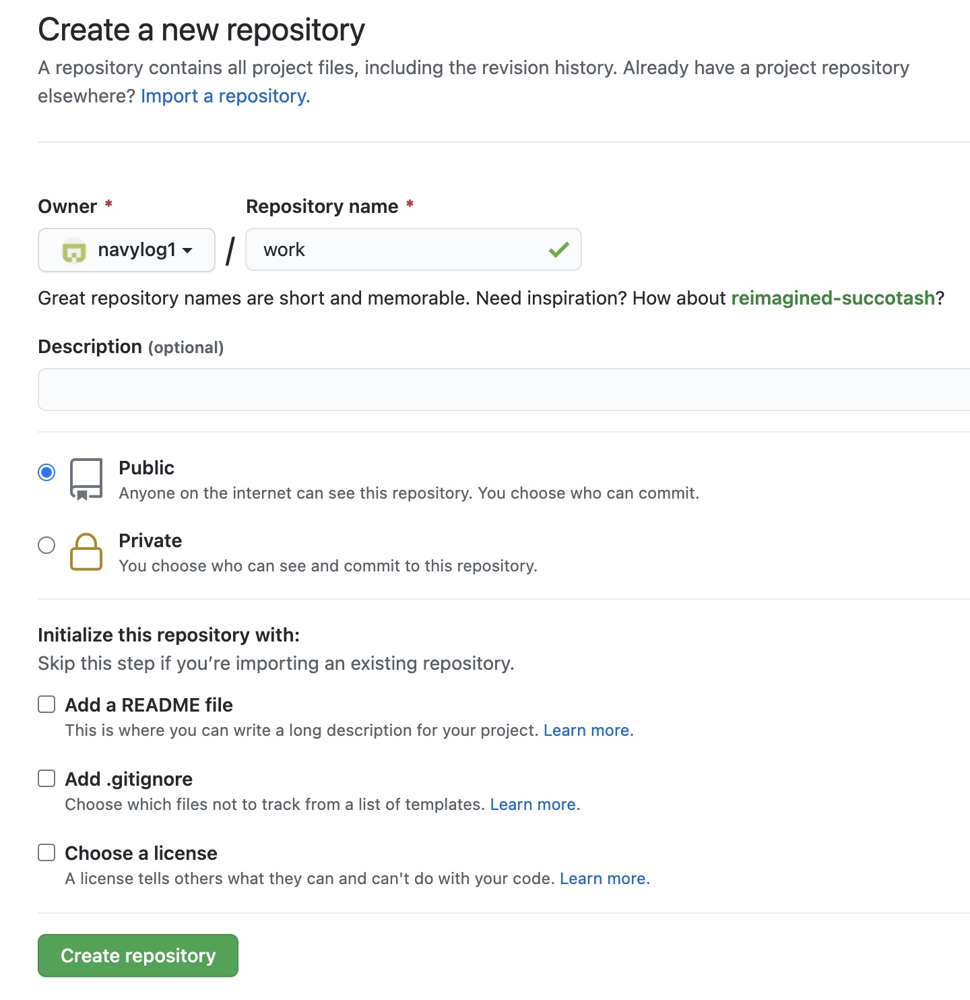 Create a new repository
A repository contains all project files, including the revision history. Already have a project repository
elsewhere? Import a repository.
Owner * Repository name *
navylog1 / work
Great repository names are short and memorable. Need inspiration? How about reimagined-succotash?
Description (optional)
Public
Anyone on the internet can see this repository. You choose who can commit.
Private
You choose who can see and commit to this repository.
Initialize this repository with:
Skip this step if you’re importing an existing repository.
Add a README file
This is where you can write a long description for your project. Learn more.
Add .gitignore
Choose which files not to track from a list of templates. Learn more.
Choose a license
A license tells others what they can and can't do with your code. Learn more.
Create repository